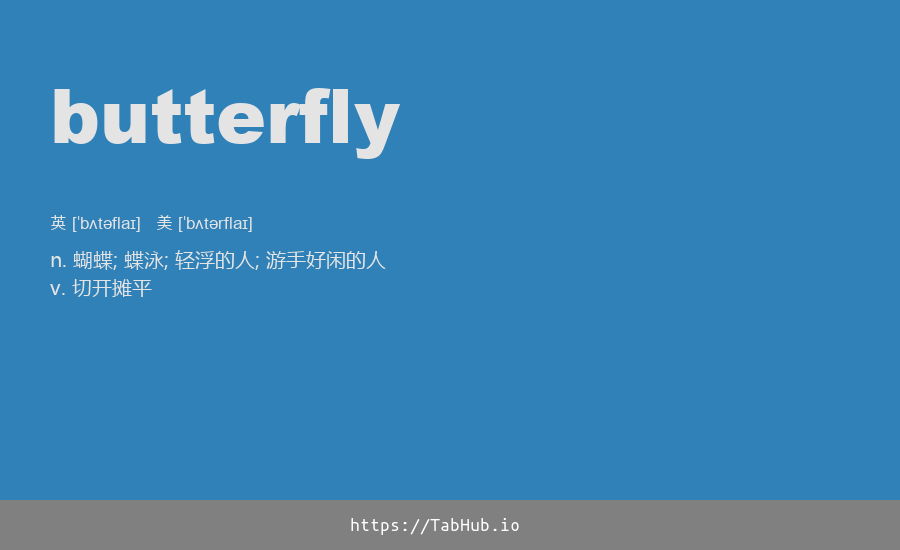 butterfly
英 [ˈbʌtəflaɪ] 美 [ˈbʌtərflaɪ]
n. 蝴蝶; 蝶泳; 轻浮的人; 游手好闲的人
v. 切开摊平
https://TabHub.io